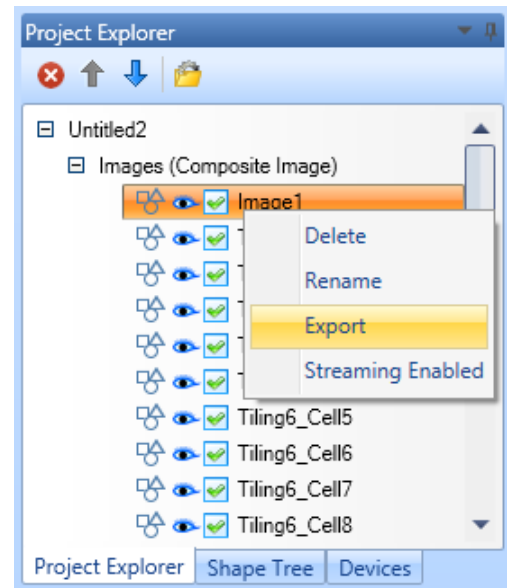 Project Explorer
Untitled2
Images (Composite Image)
Image1
Delete
Rename
Export
Streaming Enabled
Tiling6_Cell5
Tiling6_Cell6
Tiling6_Cell7
Tiling6_Cell8
Project Explorer Shape Tree Devices